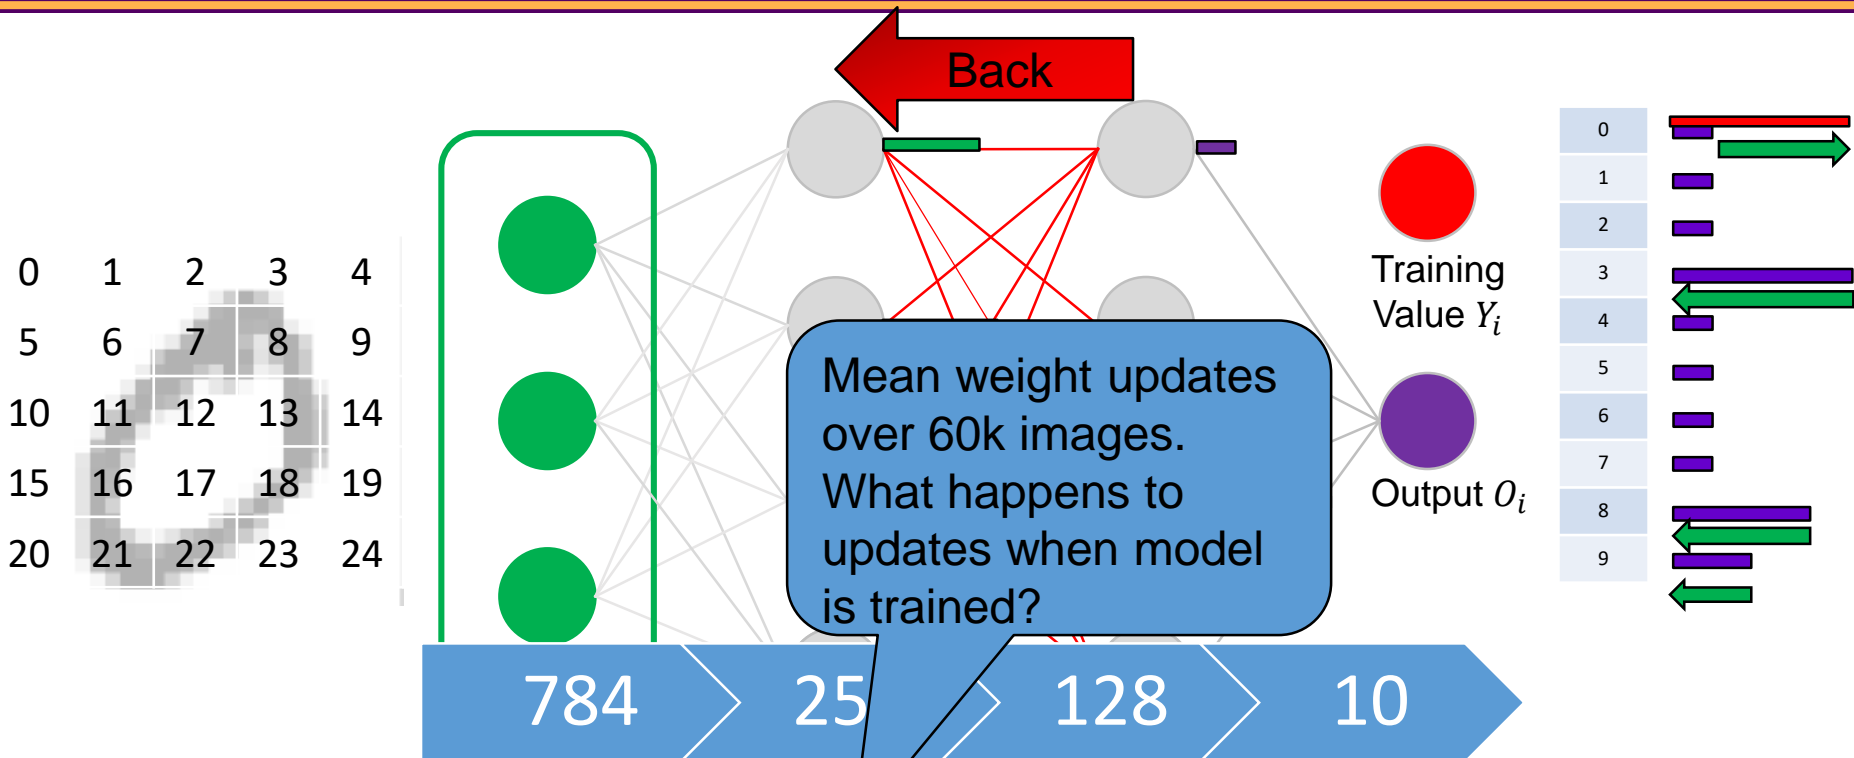 Back
0 1 2 3 4
5 6 7 8 9
10 11 12 13 14
15 16 17 18 19
20 21 22 23 24
Mean weight updates
over 60k images.
What happens to
updates when model
is trained?
Training
Value Yᵢ
Output Oᵢ
0
1
2
3
4
5
6
7
8
9
784 25 128 10